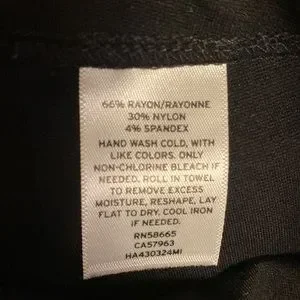 66% RAYON/RAYONNE
30% NYLON
4% SPANDEX
HAND WASH COLD, WITH
LIKE COLORS. ONLY
NON-CHLORINE BLEACH IF
NEEDED. ROLL IN TOWEL
TO REMOVE EXCESS
MOISTURE, RESHAPE, LAY
FLAT TO DRY. COOL IRON
IF NEEDED.
RN58665
CA57963
HA430324MI